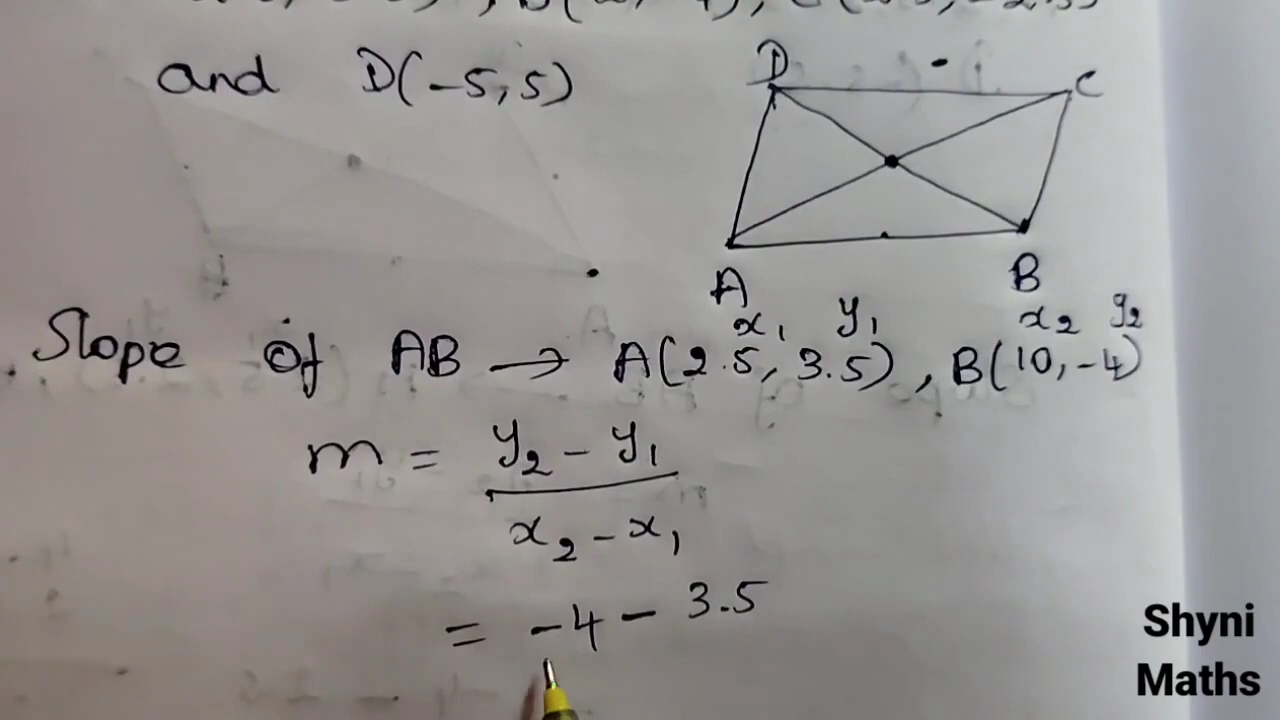 and D(-5, 5)
D
C
A
B
x₁ y₁ x₂ y₂
Slope of AB → A(2.5, 3.5), B(10, -4)
m = y₂ - y₁
x₂ - x₁
= -4 - 3.5
Shyni
Maths